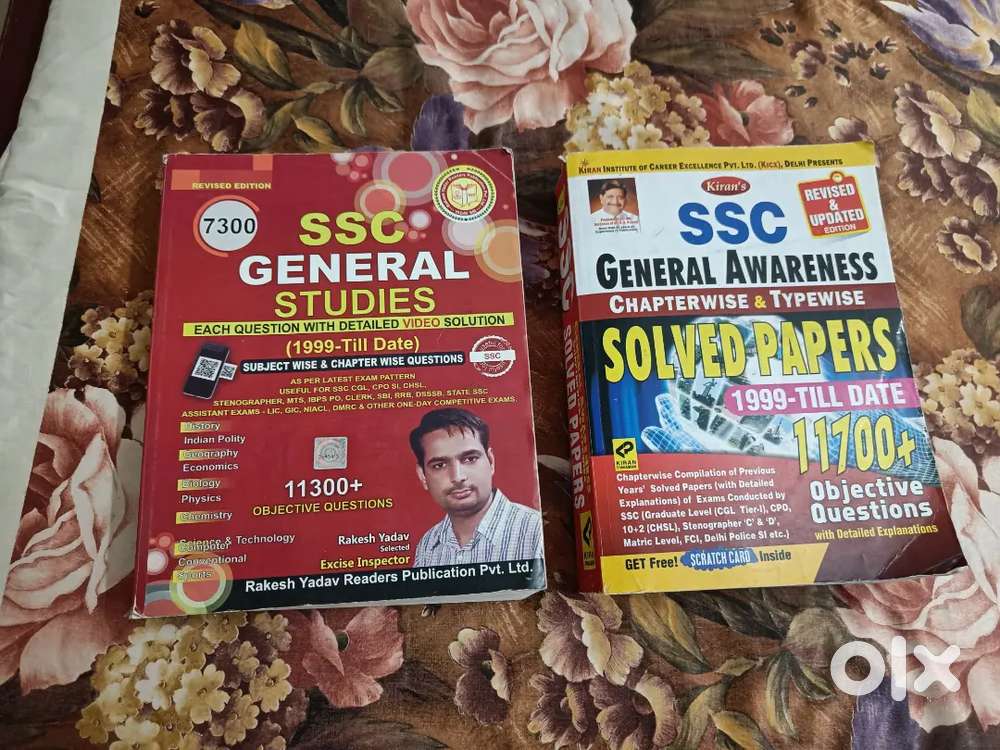 REVISED EDITION
7300
SSC
GENERAL
STUDIES
EACH QUESTION WITH DETAILED VIDEO SOLUTION
(1999-Till Date)
SUBJECT WISE & CHAPTER WISE QUESTIONS
SSC
AS PER LATEST EXAM PATTERN
USEFUL FOR SSC CGL, CPO SI, CHSL,
STENOGRAPHER, MTS, IBPS PO, CLERK, SBI, RRB, DSSSB, STATE SSC
ASSISTANT EXAMS - LIC, GIC, NIACL, DMRC & OTHER ONE-DAY COMPETITIVE EXAMS.
History
Indian Polity
Geography
Economics
Biology
Physics
Chemistry
Science & Technology
Computer
Conventional
Sports
11300+
OBJECTIVE QUESTIONS
Rakesh Yadav
Selected
Excise Inspector
Rakesh Yadav Readers Publication Pvt. Ltd.
KIRAN INSTITUTE OF CAREER EXCELLENCE PVT. LTD. (KICX), DELHI PRESENTS
Kiran's
SSC
REVISED
& UPDATED
EDITION
GENERAL AWARENESS
CHAPTERWISE & TYPEWISE
SOLVED PAPERS
1999-TILL DATE
11700+
Objective
Questions
with Detailed Explanations
KIRAN
Chapterwise Compilation of Previous
Years' Solved Papers (with Detailed
Explanations) of Exams Conducted by
SSC (Graduate Level (CGL Tier-I), CPO,
10+2 (CHSL), Stenographer 'C' & 'D',
Matric Level, FCI, Delhi Police SI etc.)
GET Free! SCRATCH CARD Inside
SSC SOLVED PAPERS
olx